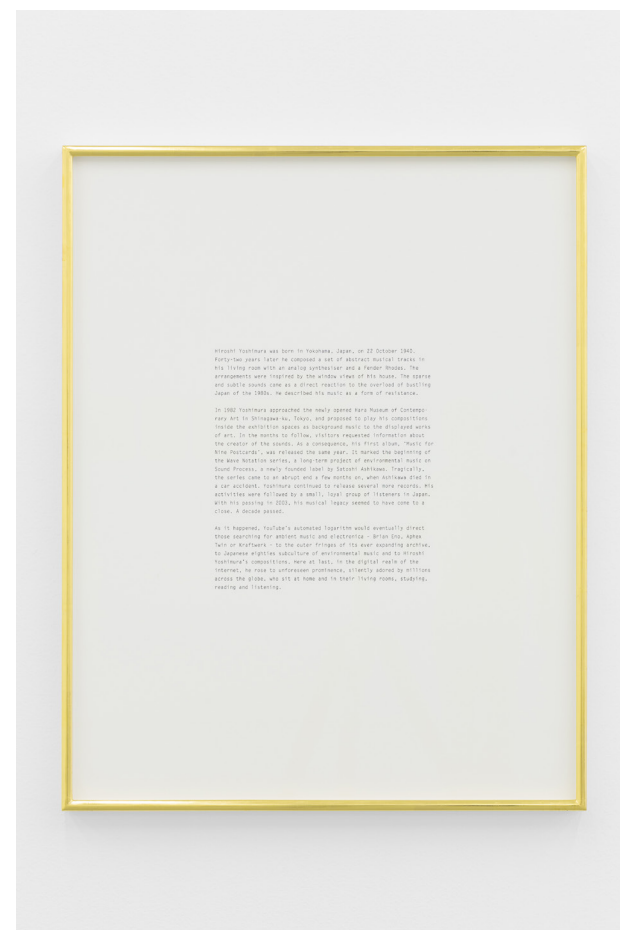 Hiroshi Yoshimura was born in Yokohama, Japan, on 22 October 1940.
Forty-two years later he composed a set of abstract musical tracks in
his living room with an analog synthesiser and a Fender Rhodes. The
arrangements were inspired by the window views of his house. The sparse
and subtle sounds came as a direct reaction to the overload of bustling
Japan of the 1980s. He described his music as a form of resistance.
In 1982 Yoshimura approached the newly opened Hara Museum of Contempo-
rary Art in Shinagawa-ku, Tokyo, and proposed to play his compositions
inside the exhibition spaces as background music to the displayed works
of art. In the months to follow, visitors requested information about
the creator of the sounds. As a consequence, his first album, 'Music for
Nine Postcards', was released the same year. It marked the beginning of
the Wave Notation series, a long-term project of environmental music on
Sound Process, a newly founded label by Satoshi Ashikawa. Tragically,
the series came to an abrupt end a few months on, when Ashikawa died in
a car accident. Yoshimura continued to release several more records. His
activities were followed by a small, loyal group of listeners in Japan.
With his passing in 2003, his musical legacy seemed to have come to a
close. A decade passed.
As it happened, YouTube's automated logarithm would eventually direct
those searching for ambient music and electronica – Brian Eno, Aphex
Twin or Kraftwerk – to the outer fringes of its ever expanding archive,
to Japanese eighties subculture of environmental music and to Hiroshi
Yoshimura's compositions. Here at last, in the digital realm of the
internet, he rose to unforeseen prominence, silently adored by millions
across the globe, who sit at home and in their living rooms, studying,
reading and listening.